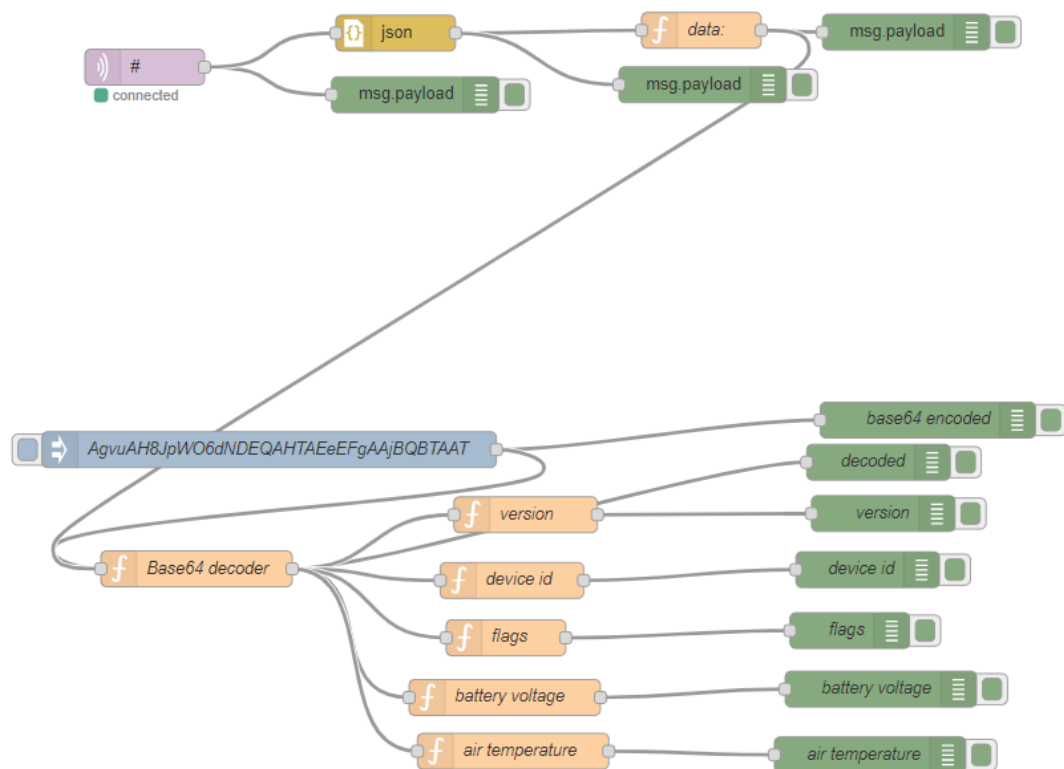 json
data:
msg.payload
#
connected
msg.payload
msg.payload
AgvuAH8JpWO6dNDEQAHTAEeEFgAAjBQBTAAT
base64 encoded
decoded
version
version
Base64 decoder
device id
device id
flags
flags
battery voltage
battery voltage
air temperature
air temperature